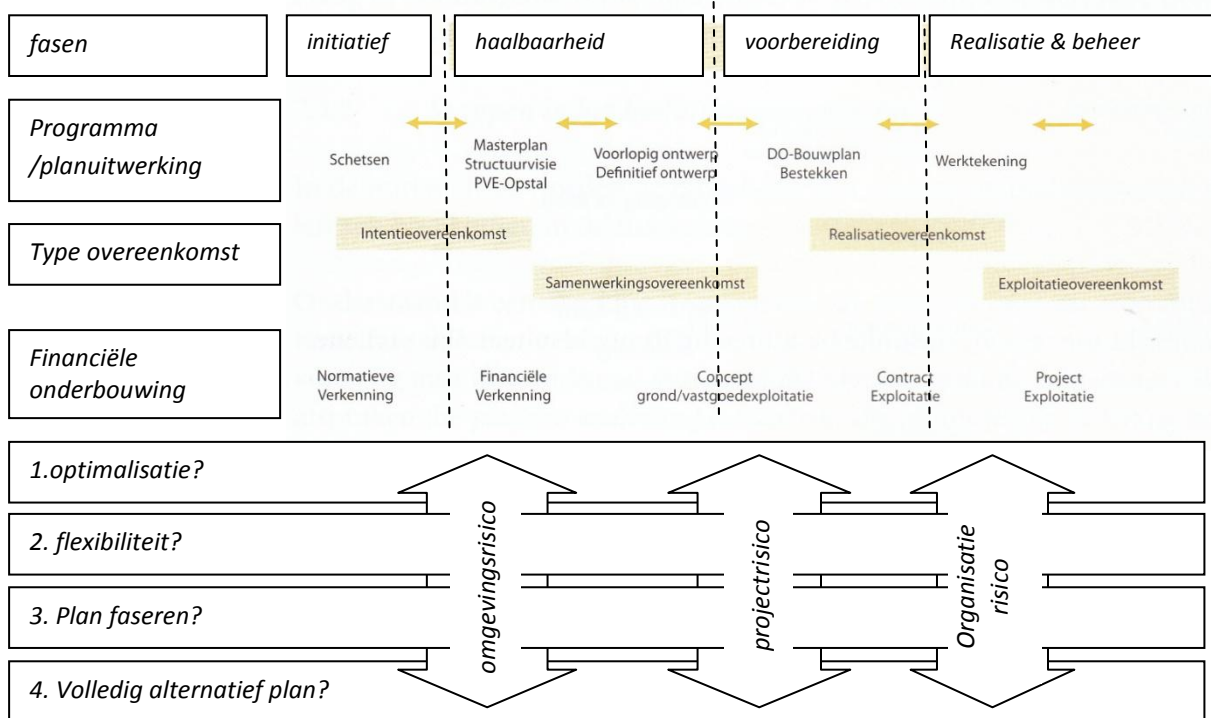 fasen
initiatief
haalbaarheid
voorbereiding
Realisatie & beheer
Programma
/planuitwerking
Schetsen
Masterplan
Structuurvisie
PVE-Opstal
Voorlopig ontwerp
Definitief ontwerp
DO-Bouwplan
Bestekken
Werktekening
Type overeenkomst
Intentieovereenkomst
Samenwerkingsovereenkomst
Realisatieovereenkomst
Exploitatieovereenkomst
Financiële
onderbouwing
Normatieve
Verkenning
Financiële
Verkenning
Concept
grond/vastgoedexploitatie
Contract
Exploitatie
Project
Exploitatie
1.optimalisatie?
2. flexibiliteit?
3. Plan faseren?
4. Volledig alternatief plan?
omgevingsrisico
projectrisico
Organisatie
risico